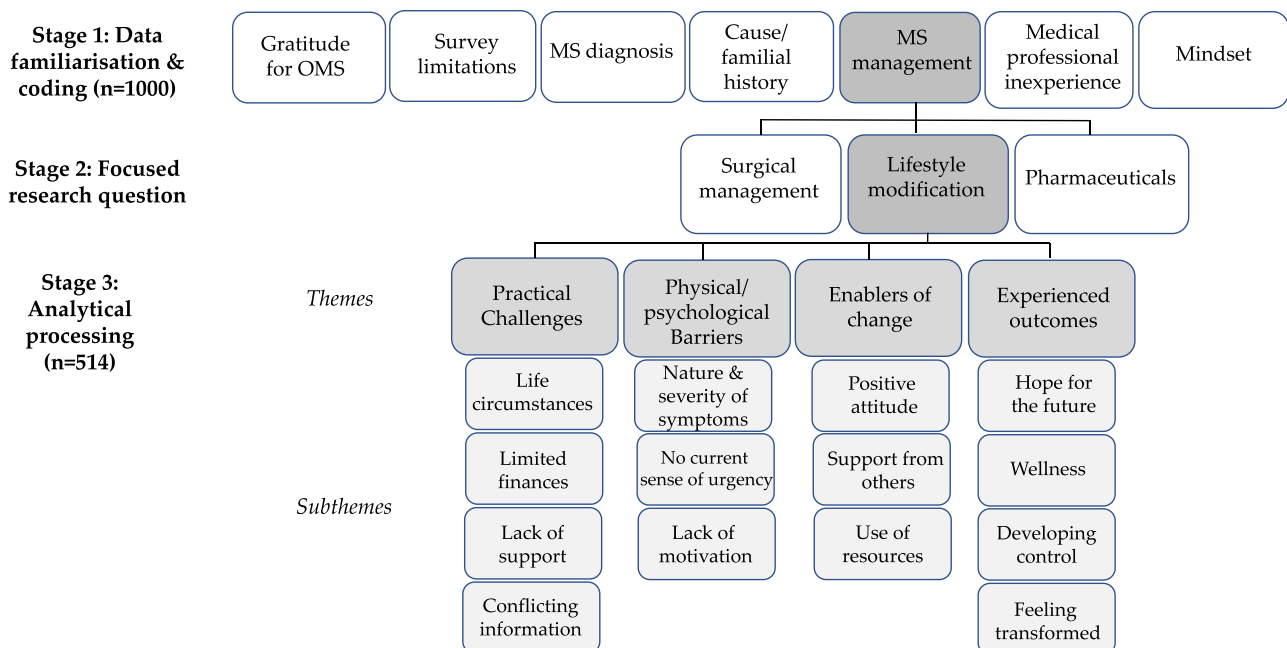 Stage 1: Data
familiarisation &
coding (n=1000)
Gratitude
for OMS
Survey
limitations
MS diagnosis
Cause/
familial
history
MS
management
Medical
professional
inexperience
Mindset
Stage 2: Focused
research question
Surgical
management
Lifestyle
modification
Pharmaceuticals
Stage 3:
Analytical
processing
(n=514)
Themes
Practical
Challenges
Physical/
psychological
Barriers
Enablers of
change
Experienced
outcomes
Subthemes
Life
circumstances
Limited
finances
Lack of
support
Conflicting
information
Nature &
severity of
symptoms
No current
sense of urgency
Lack of
motivation
Positive
attitude
Support from
others
Use of
resources
Hope for
the future
Wellness
Developing
control
Feeling
transformed